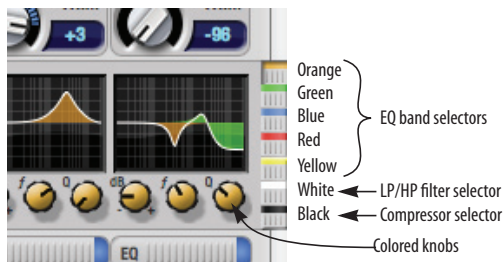 +3
-96
Orange
Green
Blue
Red
Yellow
EQ band selectors
White
LP/HP filter selector
Black
Compressor selector
Colored knobs
f
Q
dB
f
Q
- +
EQ